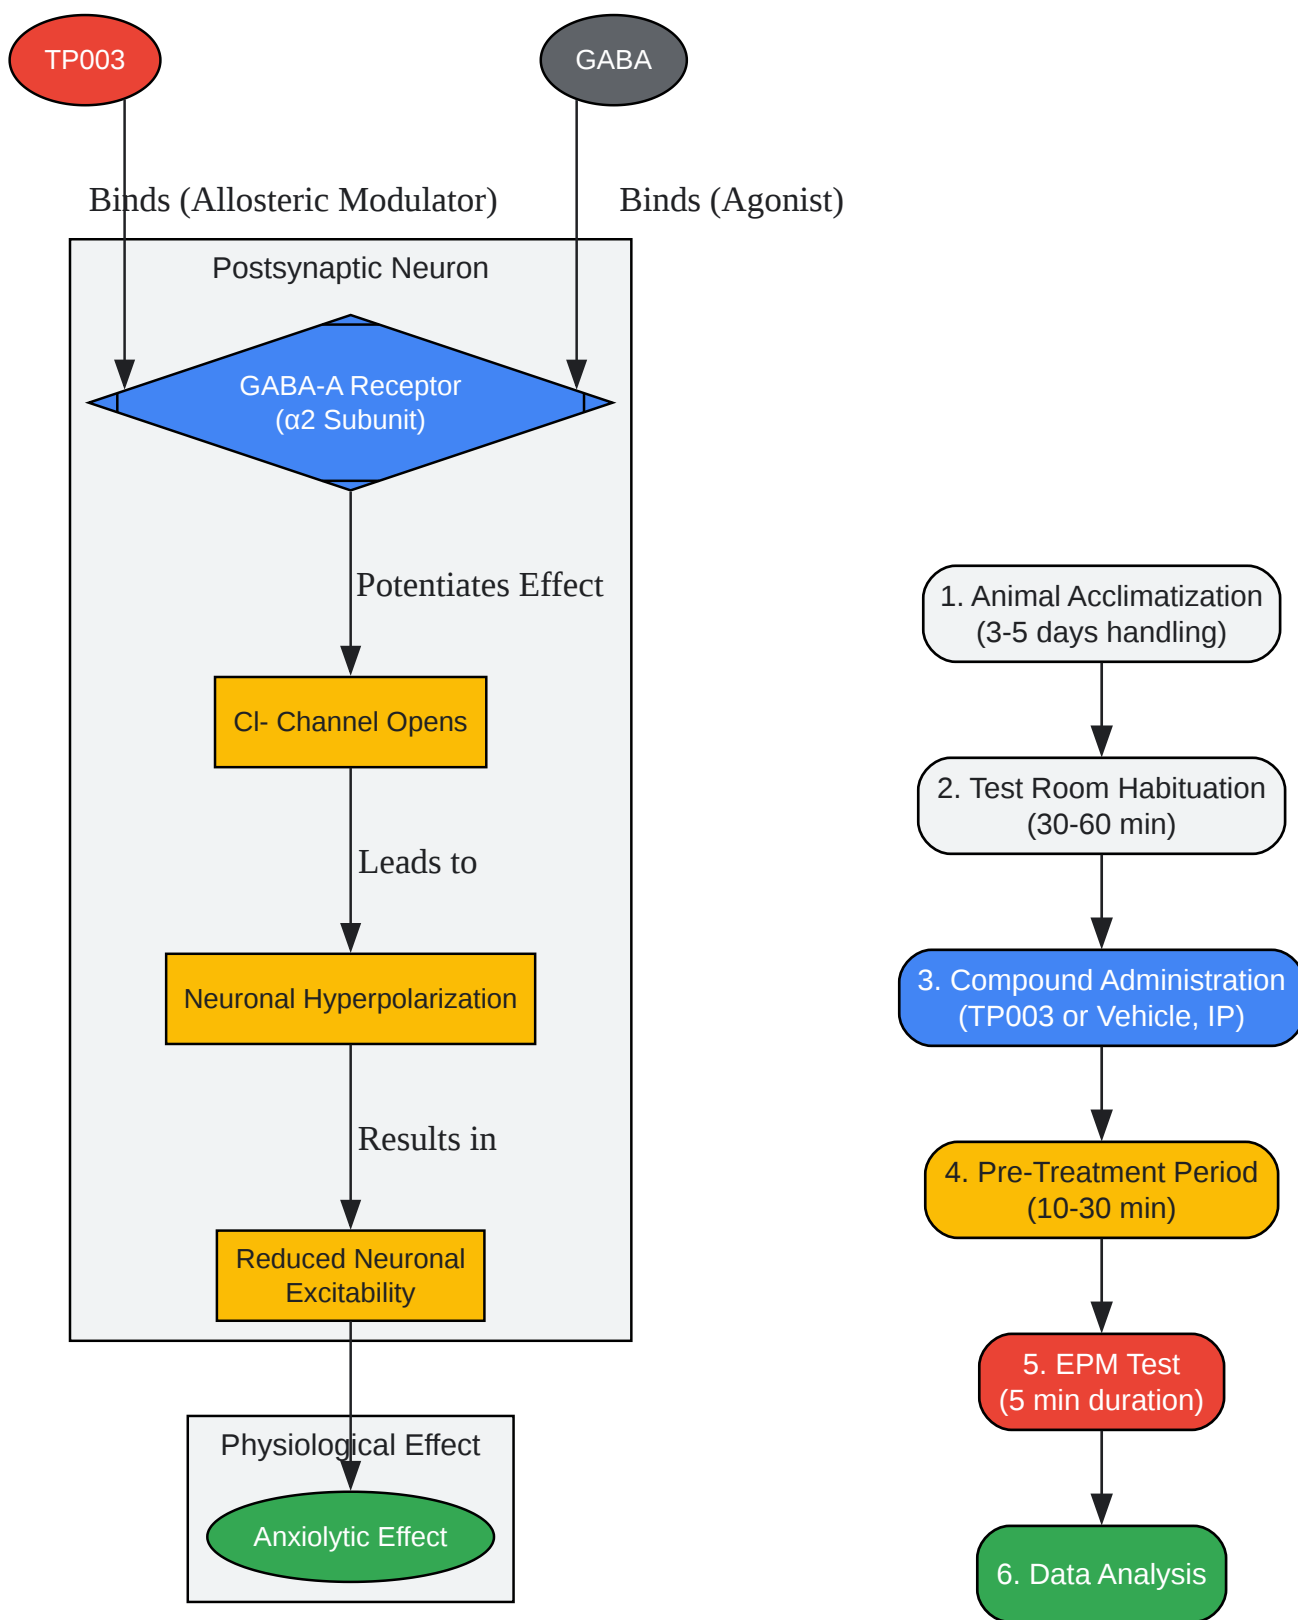 TP003
GABA
Binds (Allosteric Modulator)
Binds (Agonist)
Postsynaptic Neuron
GABA-A Receptor
(α2 Subunit)
Potentiates Effect
Cl- Channel Opens
Leads to
Neuronal Hyperpolarization
Results in
Reduced Neuronal
Excitability
Physiological Effect
Anxiolytic Effect
1. Animal Acclimatization
(3-5 days handling)
2. Test Room Habituation
(30-60 min)
3. Compound Administration
(TP003 or Vehicle, IP)
4. Pre-Treatment Period
(10-30 min)
5. EPM Test
(5 min duration)
6. Data Analysis